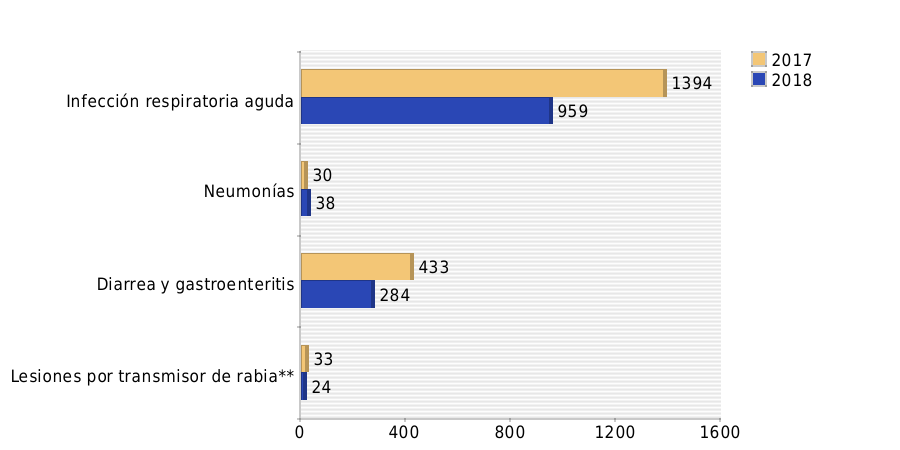 2017
2018
Infección respiratoria aguda
1394
959
Neumonías
30
38
Diarrea y gastroenteritis
433
284
Lesiones por transmisor de rabia**
33
24
0 400 800 1200 1600